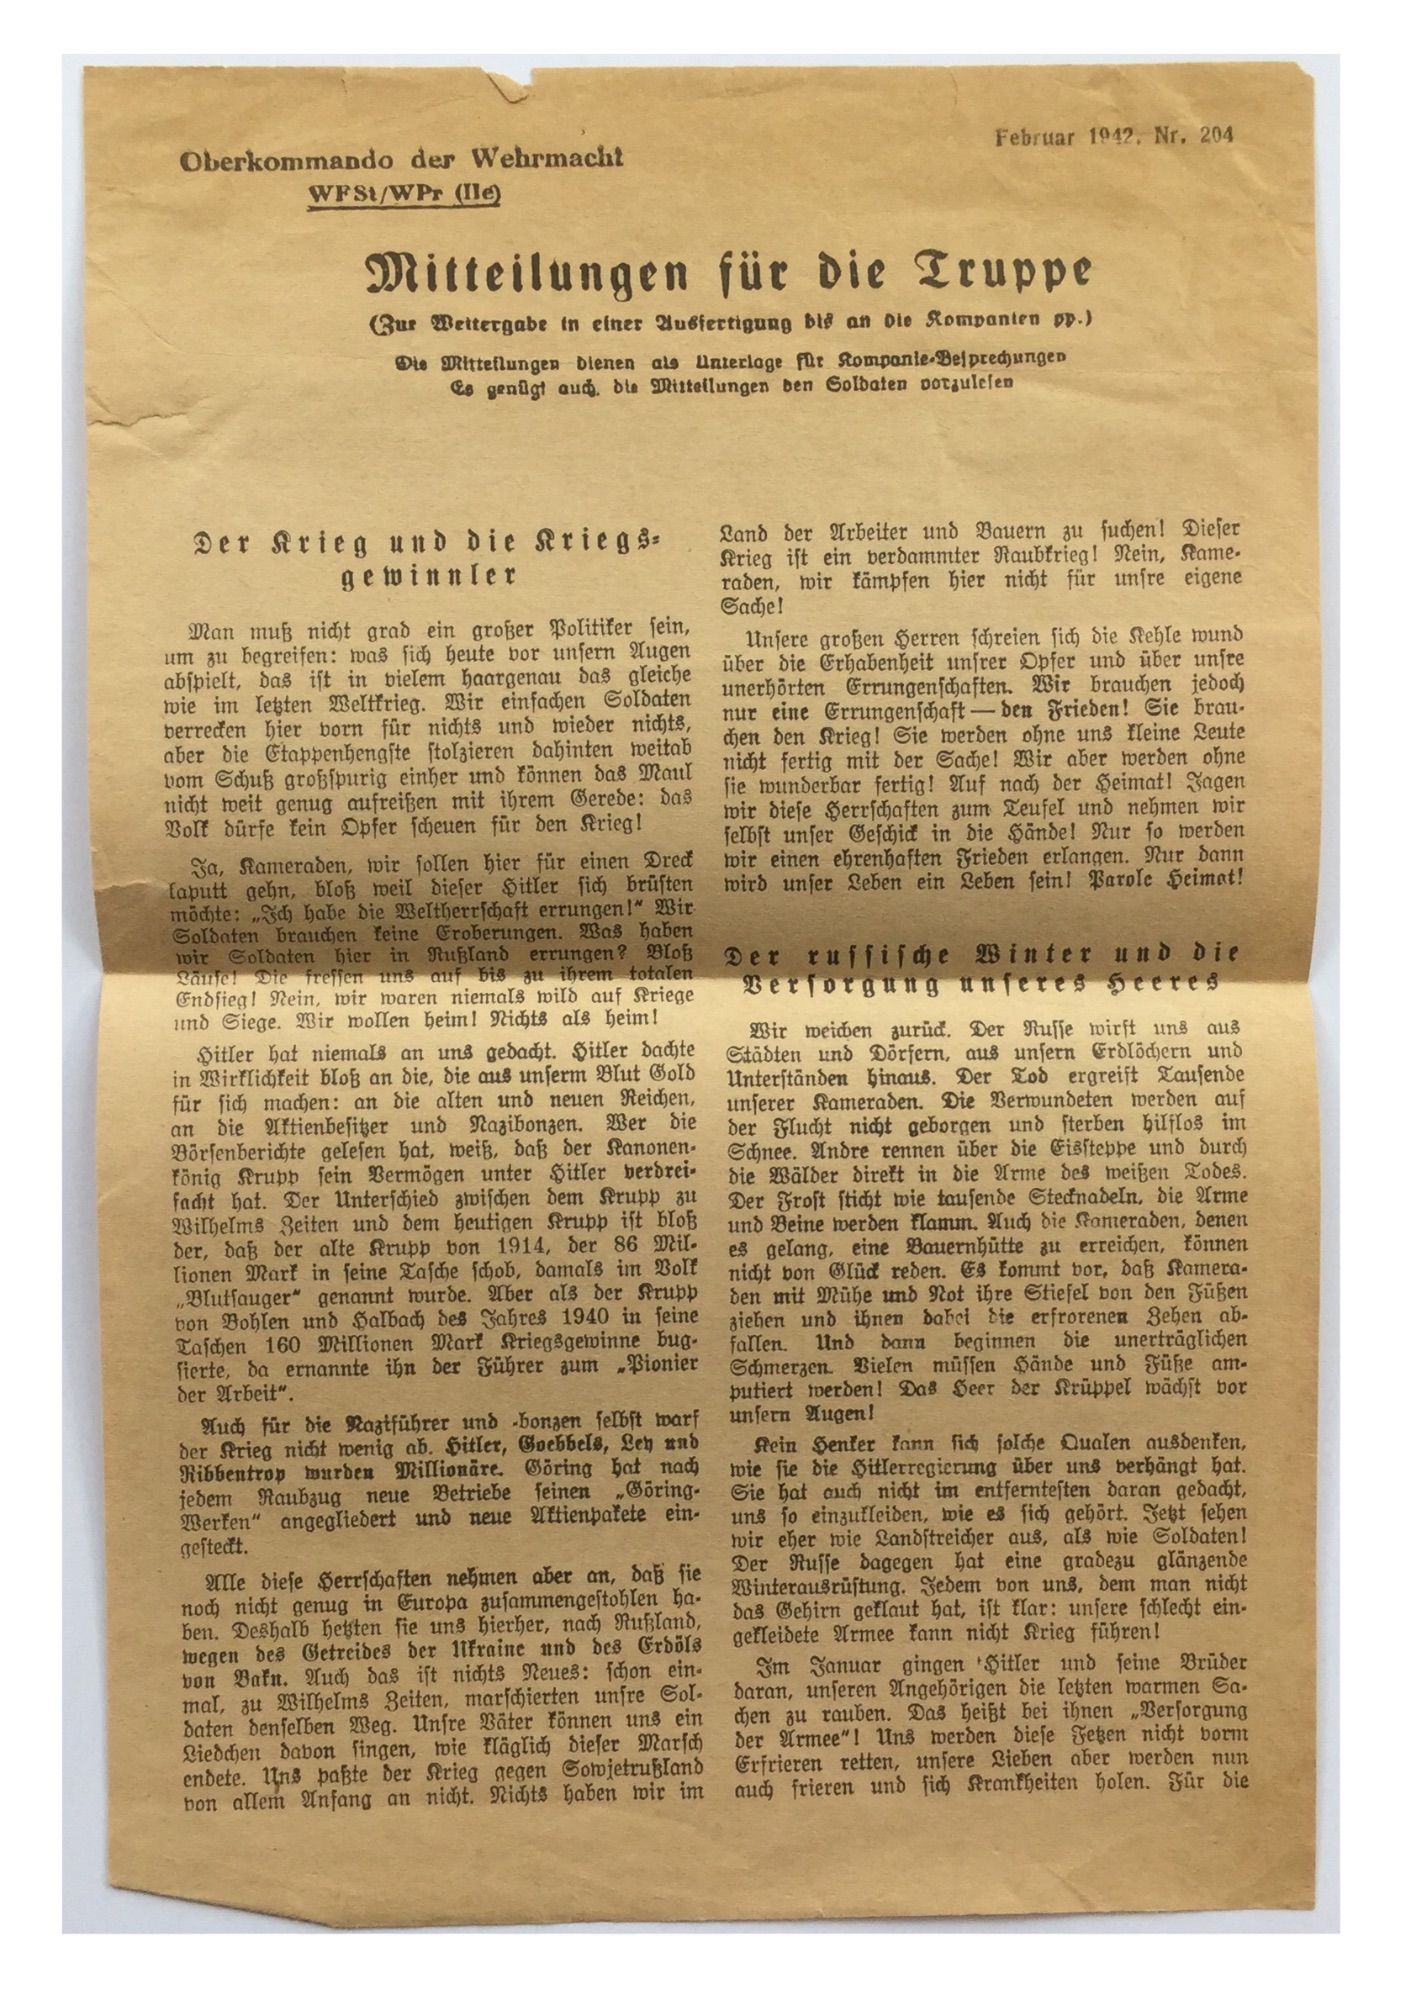 Oberkommando der Wehrmacht
WFSt/WPr (IIe)
Februar 1942. Nr. 204
Mitteilungen für die Truppe
(Zur Weitergabe in einer Ausfertigung bis an die Kompanien pp.)
Die Mitteilungen dienen als Unterlage für Kompanie-Besprechungen
Es genügt auch, die Mitteilungen den Soldaten vorzulesen
Der Krieg und die Kriegs-
gewinnler
Man muß nicht grad ein großer Politiker sein,
um zu begreifen: was sich heute vor unsern Augen
abspielt, das ist in vielem haargenau das gleiche
wie im letzten Weltkrieg. Wir einfachen Soldaten
verrecken hier vorn für nichts und wieder nichts,
aber die Etappenhengste stolzieren dahinten weitab
vom Schuß großspurig einher und können das Maul
nicht weit genug aufreißen mit ihrem Gerede: das
Volk dürfe kein Opfer scheuen für den Krieg!
Ja, Kameraden, wir sollen hier für einen Dreck
kaputt gehn, bloß weil dieser Hitler sich brüsten
möchte: „Ich habe die Weltherrschaft errungen!“ Wir
Soldaten brauchen keine Eroberungen. Was haben
wir Soldaten hier in Rußland errungen? Bloß
Läuse! Die fressen uns auf bis zu ihrem totalen
Endsieg! Nein, wir waren niemals wild auf Kriege
und Siege. Wir wollen heim! Nichts als heim!
Hitler hat niemals an uns gedacht. Hitler dachte
in Wirklichkeit bloß an die, die aus unserm Blut Gold
für sich machen: an die alten und neuen Reichen,
an die Aktienbesitzer und Nazibonzen. Wer die
Börsenberichte gelesen hat, weiß, daß der Kanonen-
könig Krupp sein Vermögen unter Hitler verdrei-
facht hat. Der Unterschied zwischen dem Krupp zu
Wilhelms Zeiten und dem heutigen Krupp ist bloß
der, daß der alte Krupp von 1914, der 86 Mil-
lionen Mark in seine Tasche schob, damals im Volk
„Blutsauger“ genannt wurde. Aber als der Krupp
von Bohlen und Halbach des Jahres 1940 in seine
Taschen 160 Millionen Mark Kriegsgewinne bug-
sierte, da ernannte ihn der Führer zum „Pionier
der Arbeit“.
Auch für die Naziführer und -bonzen selbst warf
der Krieg nicht wenig ab. Hitler, Goebbels, Ley und
Ribbentrop wurden Millionäre. Göring hat nach
jedem Raubzug neue Betriebe seinen „Göring-
Werken“ angegliedert und neue Aktienpakete ein-
gesteckt.
Alle diese Herrschaften nehmen aber an, daß sie
noch nicht genug in Europa zusammengestohlen ha-
ben. Deshalb hetzten sie uns hierher, nach Rußland,
wegen des Getreides der Ukraine und des Erdöls
von Baku. Auch das ist nichts Neues: schon ein-
mal, zu Wilhelms Zeiten, marschierten unsre Sol-
daten denselben Weg. Unsre Väter können uns ein
Liedchen davon singen, wie kläglich dieser Marsch
endete. Uns paßte der Krieg gegen Sowjetrußland
von allem Anfang an nicht. Nichts haben wir im
Land der Arbeiter und Bauern zu suchen! Dieser
Krieg ist ein verdammter Raubkrieg! Nein, Kame-
raden, wir kämpfen hier nicht für unsre eigene
Sache!
Unsere großen Herren schreien sich die Kehle wund
über die Erhabenheit unsrer Opfer und über unsre
unerhörten Errungenschaften. Wir brauchen jedoch
nur eine Errungenschaft — den Frieden! Sie brau-
chen den Krieg! Sie werden ohne uns kleine Leute
nicht fertig mit der Sache! Wir aber werden ohne
sie wunderbar fertig! Auf nach der Heimat! Jagen
wir diese Herrschaften zum Teufel und nehmen wir
selbst unser Geschick in die Hände! Nur so werden
wir einen ehrenhaften Frieden erlangen. Nur dann
wird unser Leben ein Leben sein! Parole Heimat!
Der russische Winter und die
Versorgung unseres Heeres
Wir weichen zurück. Der Russe wirft uns aus
Städten und Dörfern, aus unsern Erdlöchern und
Unterständen hinaus. Der Tod ergreift Tausende
unserer Kameraden. Die Verwundeten werden auf
der Flucht nicht geborgen und sterben hilflos im
Schnee. Andre rennen über die Eissteppe und durch
die Wälder direkt in die Arme des weißen Todes.
Der Frost sticht wie tausende Stecknadeln, die Arme
und Beine werden klamm. Auch die Kameraden, denen
es gelang, eine Bauernhütte zu erreichen, können
nicht von Glück reden. Es kommt vor, daß Kamera-
den mit Mühe und Not ihre Stiefel von den Füßen
ziehen und ihnen dabei die erfrorenen Zehen ab-
fallen. Und dann beginnen die unerträglichen
Schmerzen. Vielen müssen Hände und Füße am-
putiert werden! Das Heer der Krüppel wächst vor
unsern Augen!
Kein Henker kann sich solche Qualen ausdenken,
wie sie die Hitlerregierung über uns verhängt hat.
Sie hat auch nicht im entferntesten daran gedacht,
uns so einzukleiden, wie es sich gehört. Jetzt sehen
wir eher wie Landstreicher aus, als wie Soldaten!
Der Russe dagegen hat eine gradezu glänzende
Winterausrüstung. Jedem von uns, dem man nicht
das Gehirn geklaut hat, ist klar: unsere schlecht ein-
gekleidete Armee kann nicht Krieg führen!
Im Januar gingen Hitler und seine Brüder
daran, unseren Angehörigen die letzten warmen Sa-
chen zu rauben. Das heißt bei ihnen „Versorgung
der Armee“! Uns werden diese Fetzen nicht vorm
Erfrieren retten, unsere Lieben aber werden nun
auch frieren und sich Krankheiten holen. Für die